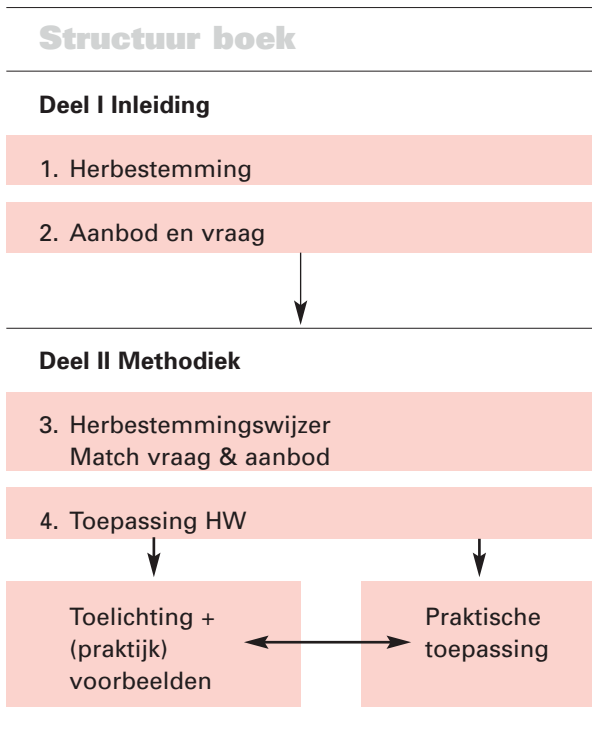 Structuur boek
Deel I Inleiding
1. Herbestemming
2. Aanbod en vraag
Deel II Methodiek
3. Herbestemmingswijzer
Match vraag & aanbod
4. Toepassing HW
Toelichting +
(praktijk)
voorbeelden
Praktische
toepassing